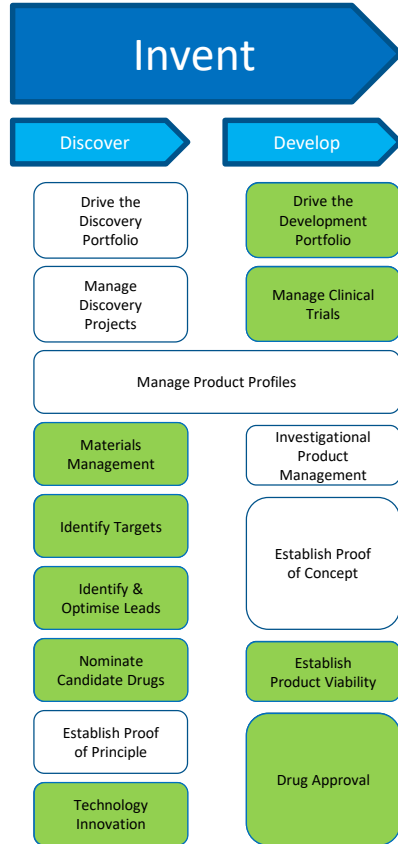 Invent
Discover
Develop
Drive the
Discovery
Portfolio
Drive the
Development
Portfolio
Manage
Discovery
Projects
Manage Clinical
Trials
Manage Product Profiles
Materials
Management
Investigational
Product
Management
Identify Targets
Establish Proof
of Concept
Identify &
Optimise Leads
Nominate
Candidate Drugs
Establish
Product Viability
Establish Proof
of Principle
Drug Approval
Technology
Innovation